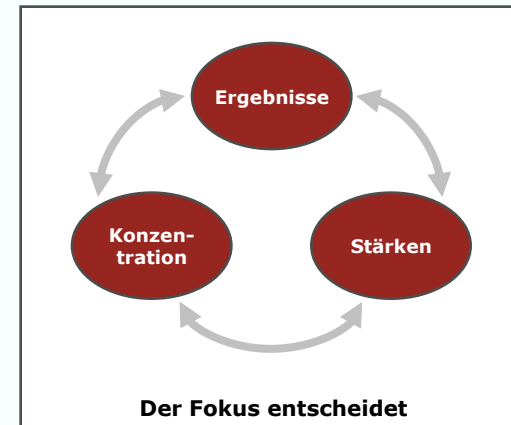 Ergebnisse
Konzen-
tration
Stärken
Der Fokus entscheidet